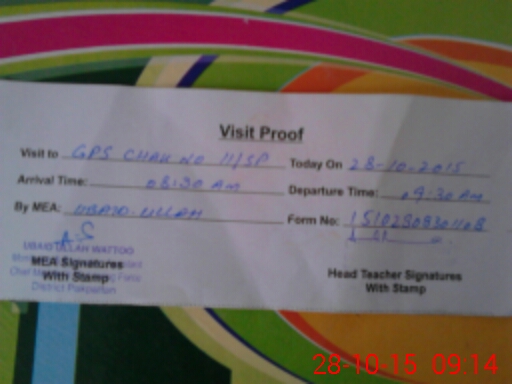 Visit Proof
Visit to GPS CHAK NO 11/SP Today On 28-10.2015
Arrival Time: 08:30 AM Departure Time: 09:30 AM
By MEA: UBAID.ULLAH Form No:
UBAID ULLAH WATTOO
MEA Signatures Head Teacher Signatures
With Stamp With Stamp
District Pakpattan
28-10-15 09:14